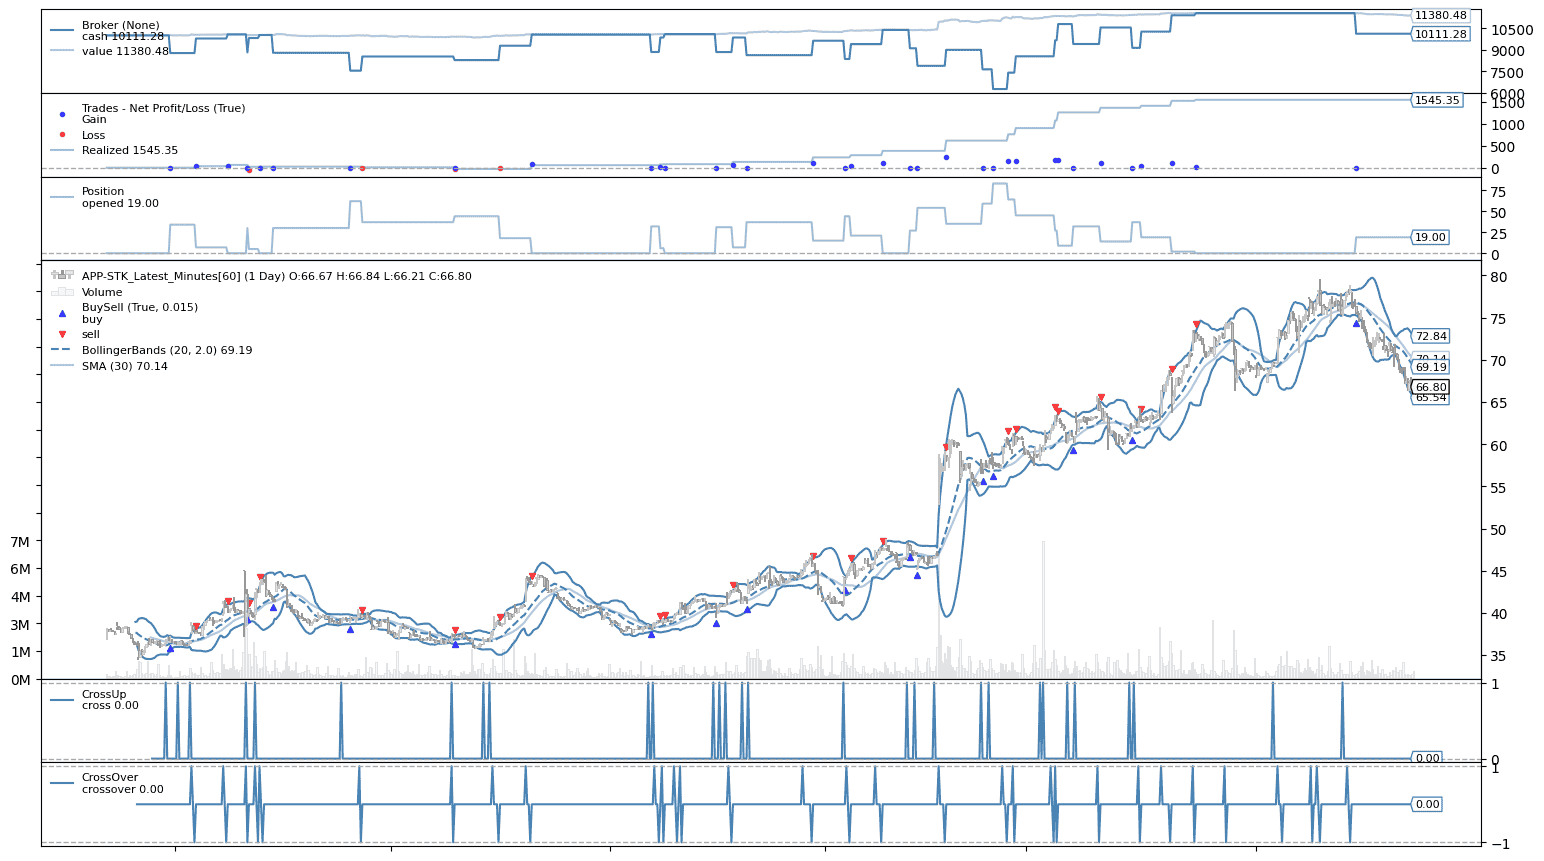 Broker (None)
cash 10111.28
value 11380.48
11380.48
10111.28
10500
9000
7500
6000
Trades - Net Profit/Loss (True)
Gain
Loss
Realized 1545.35
1545.35
1500
1000
500
0
Position
opened 19.00
19.00
75
50
25
0
APP-STK_Latest_Minutes[60] (1 Day) O:66.67 H:66.84 L:66.21 C:66.80
Volume
BuySell (True, 0.015)
buy
sell
BollingerBands (20, 2.0) 69.19
SMA (30) 70.14
80
75
72.84
70
70.14
69.19
66.80
65.54
65
60
55
50
45
40
35
7M
6M
4M
3M
1M
0M
CrossUp
cross 0.00
1
0.00
0
CrossOver
crossover 0.00
1
0.00
−1